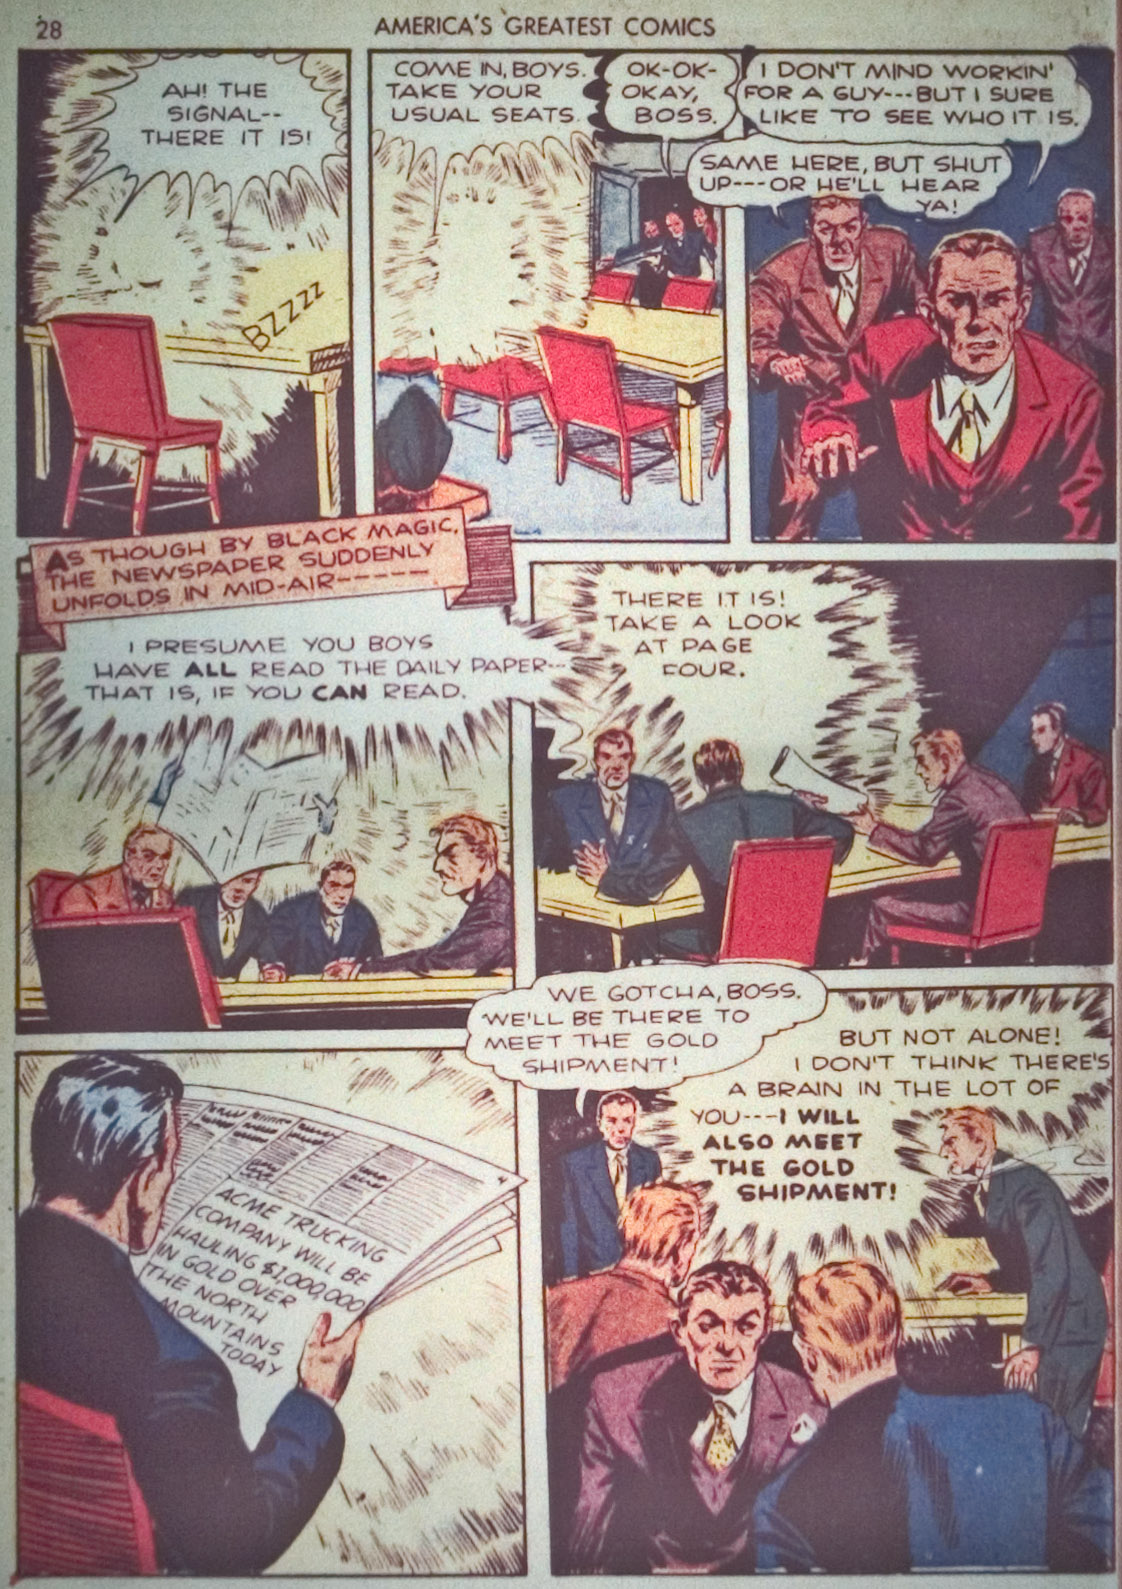 28
AMERICA'S GREATEST COMICS
AH! THE
SIGNAL--
THERE IT IS!
BZZZZ
COME IN, BOYS.
TAKE YOUR
USUAL SEATS.
OK-OK-
OKAY,
BOSS.
I DON'T MIND WORKIN'
FOR A GUY---BUT I SURE
LIKE TO SEE WHO IT IS.
SAME HERE, BUT SHUT
UP---OR HE'LL HEAR
YA!
AS THOUGH BY BLACK MAGIC,
THE NEWSPAPER SUDDENLY
UNFOLDS IN MID-AIR-----
I PRESUME YOU BOYS
HAVE ALL READ THE DAILY PAPER--
THAT IS, IF YOU CAN READ.
THERE IT IS!
TAKE A LOOK
AT PAGE
FOUR.
ACME TRUCKING
COMPANY WILL BE
HAULING $1,000,000
IN GOLD OVER
THE NORTH
MOUNTAINS
TODAY
WE GOTCHA, BOSS.
WE'LL BE THERE TO
MEET THE GOLD
SHIPMENT!
BUT NOT ALONE!
I DON'T THINK THERE'S
A BRAIN IN THE LOT OF
YOU---I WILL
ALSO MEET
THE GOLD
SHIPMENT!